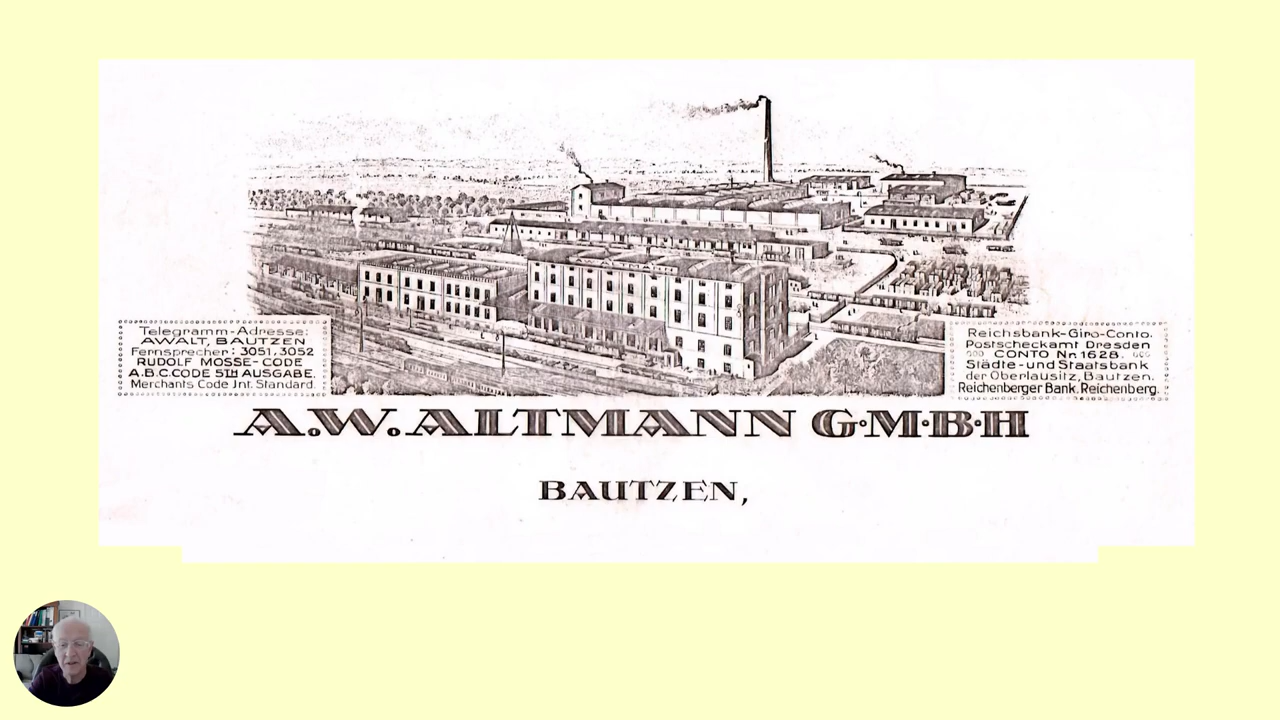 Telegramm-Adresse:
AWALT, BAUTZEN
Fernsprecher: 3051, 3052
RUDOLF MOSSE-CODE
A.B.C. CODE 5TH AUSGABE.
Merchants Code Jnt. Standard.
Reichsbank-Giro-Conto.
Postscheckamt Dresden
CONTO Nr. 1628.
Städte-und Staatsbank
der Oberlausitz, Bautzen.
Reichenberger Bank, Reichenberg.
A.W. ALTMANN G·M·B·H
BAUTZEN,